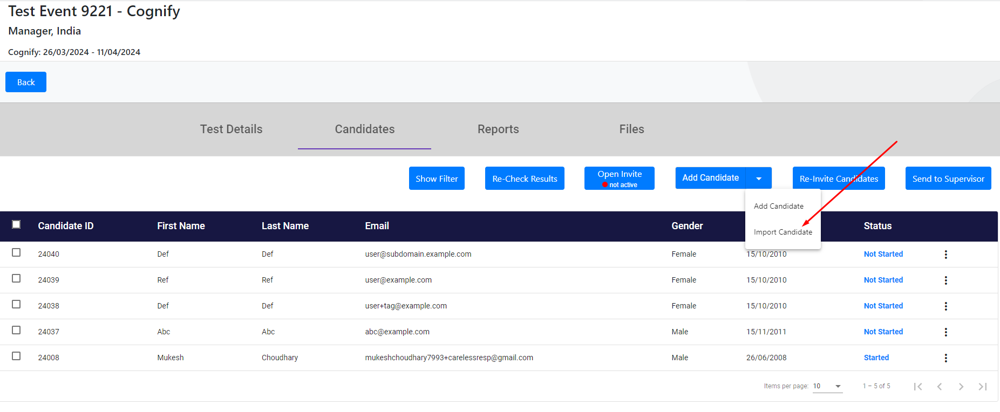 Test Event 9221 - Cognify
Manager, India
Cognify: 26/03/2024 - 11/04/2024
Back
Test Details Candidates Reports Files
Show Filter Re-Check Results Open Invite not active Add Candidate Re-Invite Candidates Send to Supervisor
Add Candidate
Import Candidate
Candidate ID First Name Last Name Email Gender Status
24040 Def Def user@subdomain.example.com Female 15/10/2010 Not Started
24039 Ref Ref user@example.com Female 15/10/2010 Not Started
24038 Def Def user+tag@example.com Female 15/10/2010 Not Started
24037 Abc Abc abc@example.com Male 15/11/2011 Not Started
24008 Mukesh Choudhary mukeshchoudhary7993+carelessresp@gmail.com Male 26/06/2008 Started
Items per page: 10 1 – 5 of 5